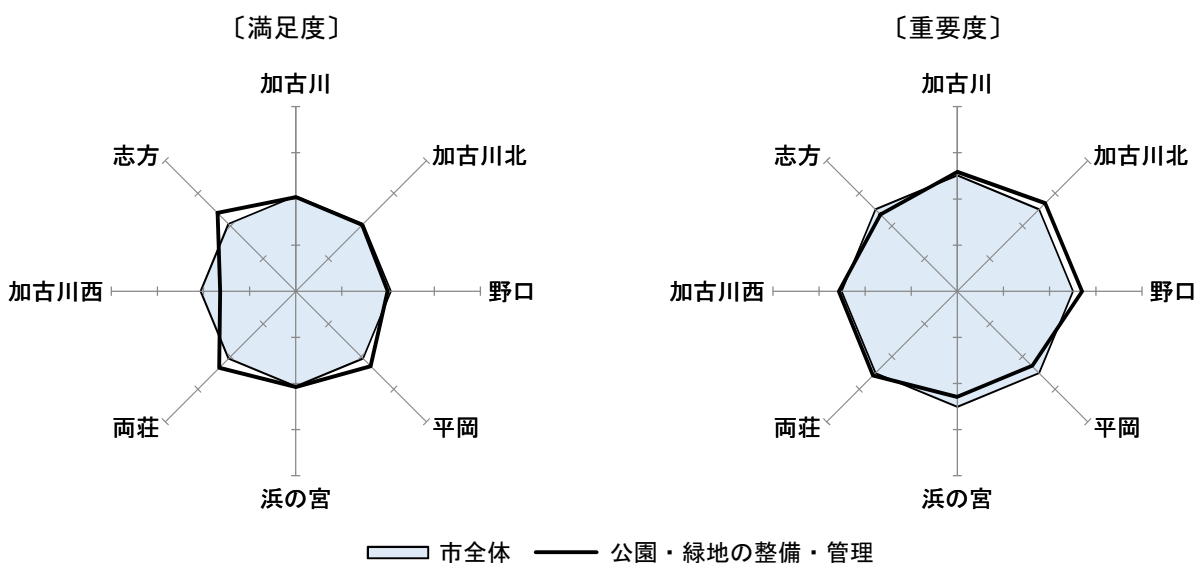 〔満足度〕
加古川
加古川北
野口
平岡
浜の宮
両荘
加古川西
志方
〔重要度〕
加古川
加古川北
野口
平岡
浜の宮
両荘
加古川西
志方
市全体
公園・緑地の整備・管理